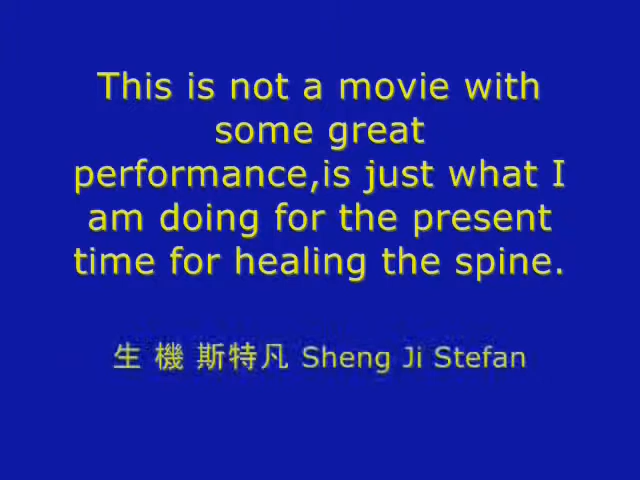 This is not a movie with
some great
performance,is just what I
am doing for the present
time for healing the spine.
生 機 斯特凡 Sheng Ji Stefan